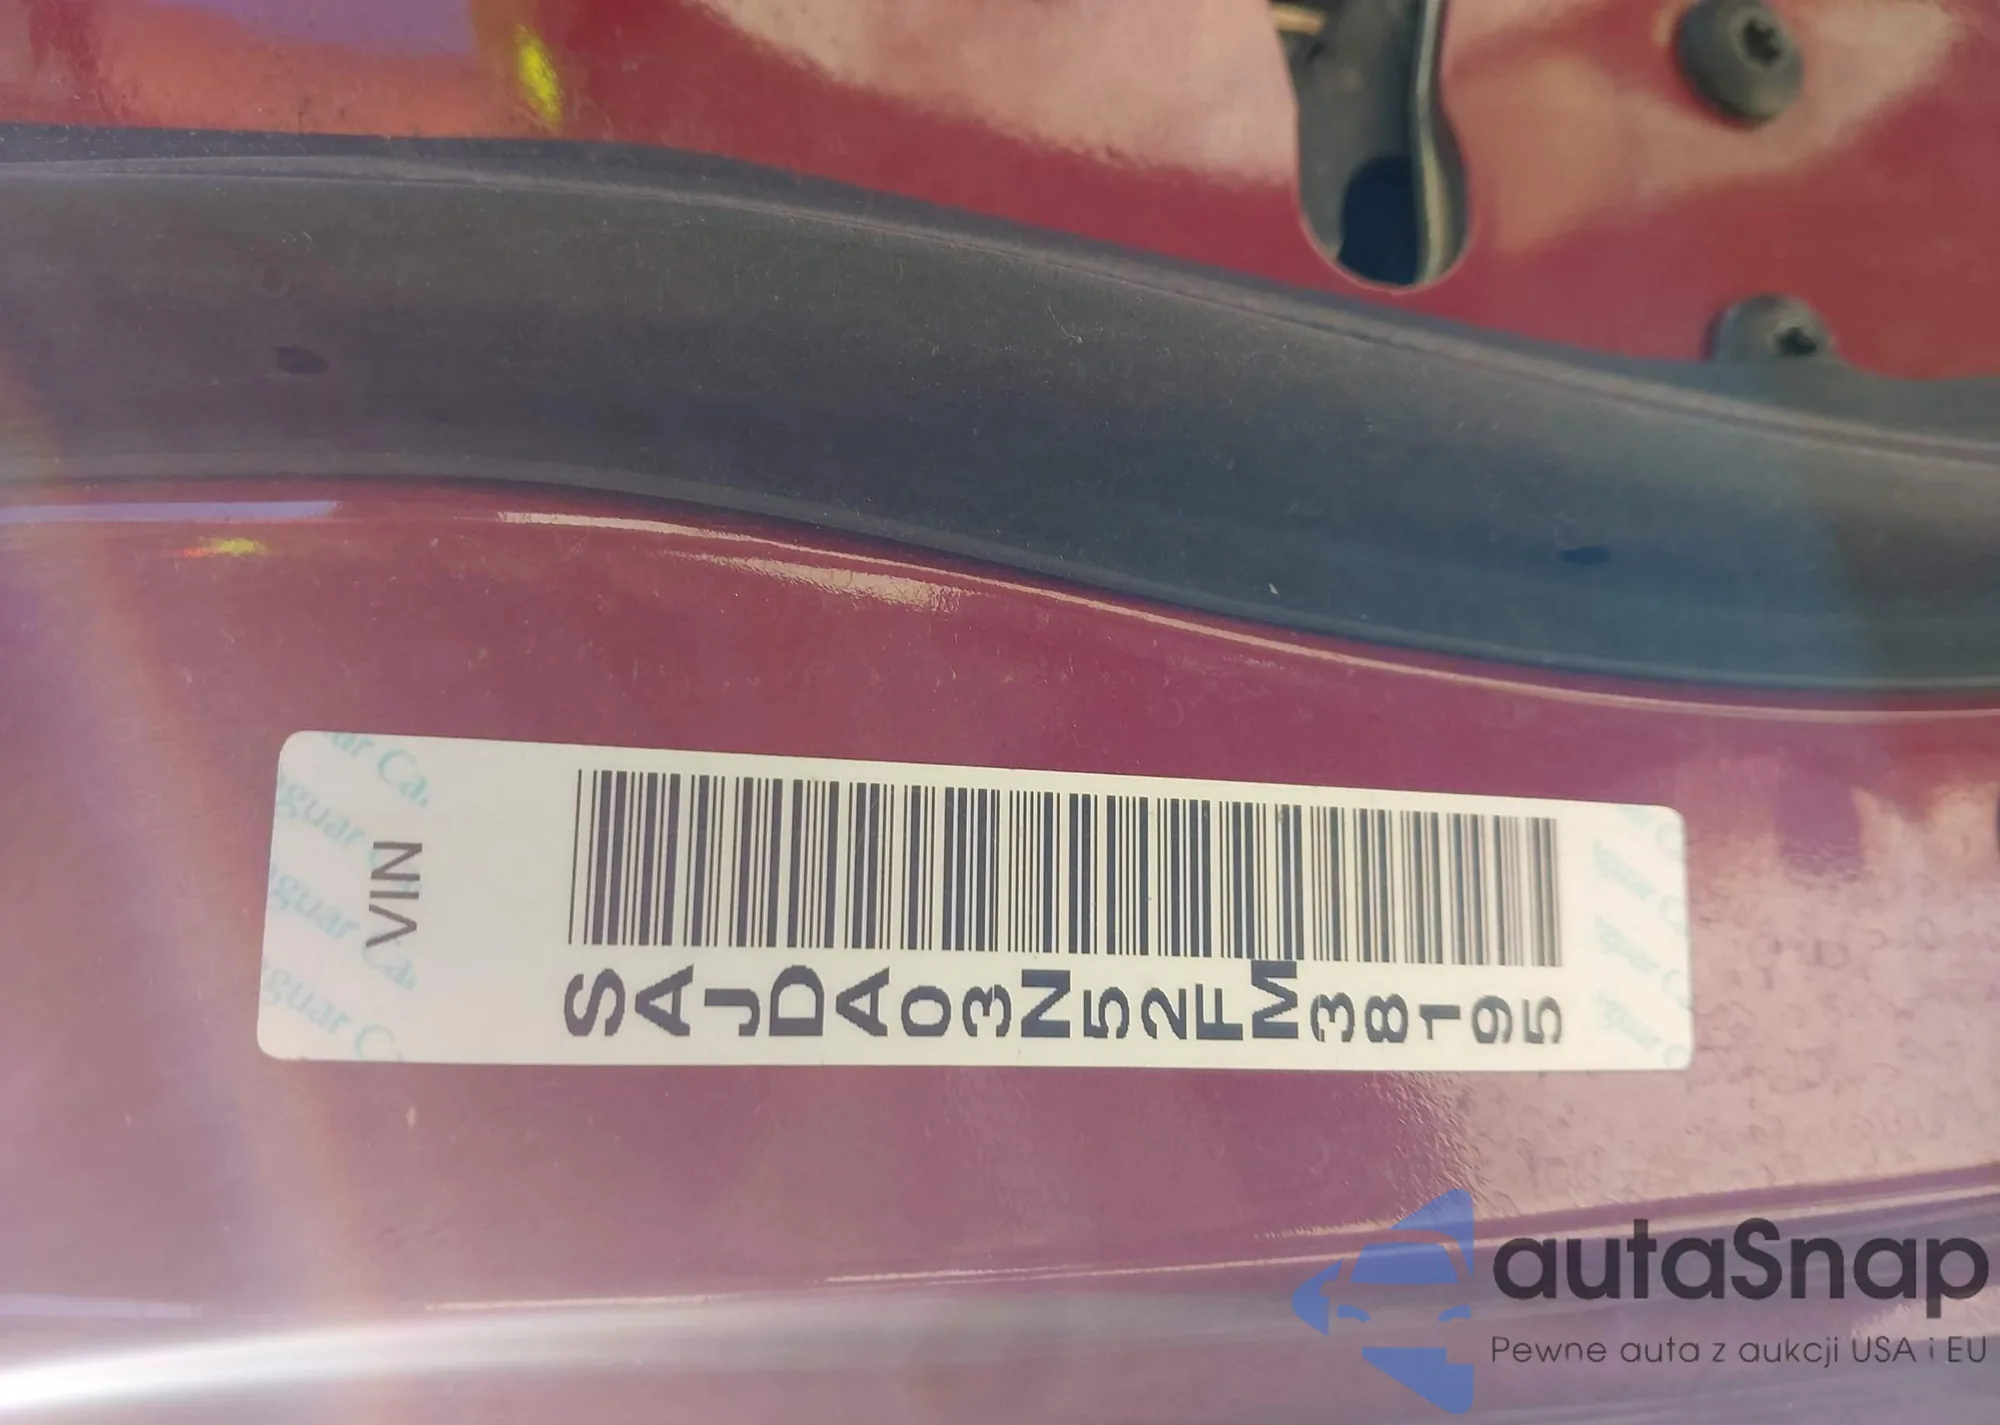 VIN
SAJDA03N52FM38195
autaSnap
Pewne auta z aukcji USA i EU